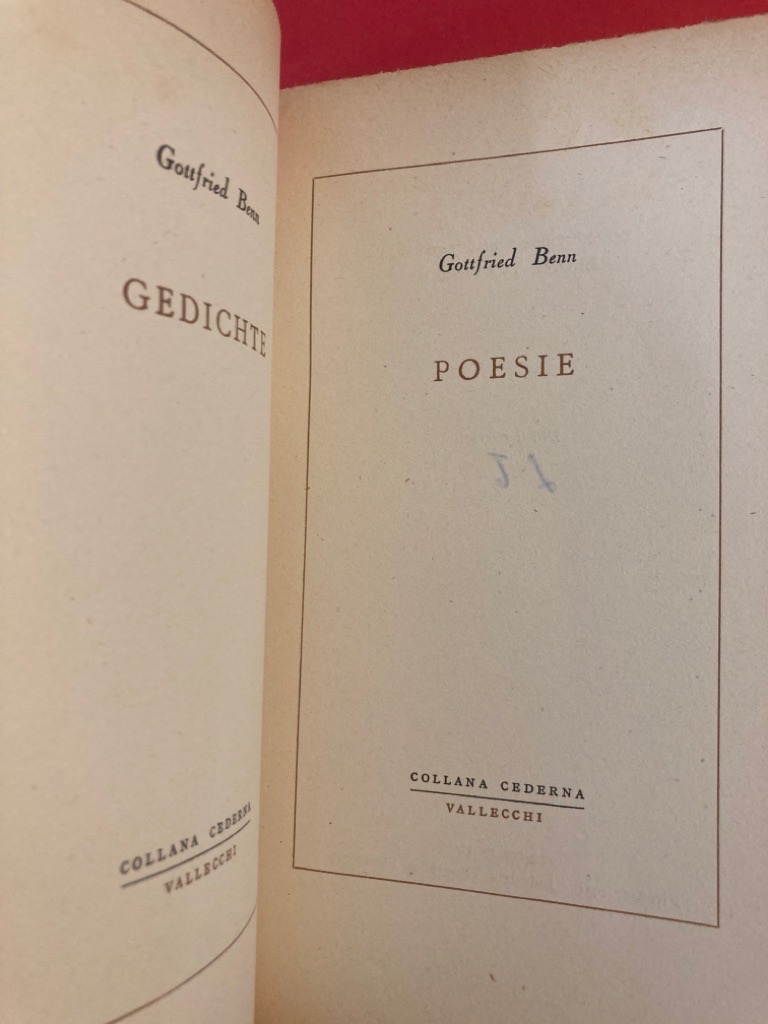 Gottfried Benn
GEDICHTE
COLLANA CEDERNA
VALLECCHI
Gottfried Benn
POESIE
COLLANA CEDERNA
VALLECCHI